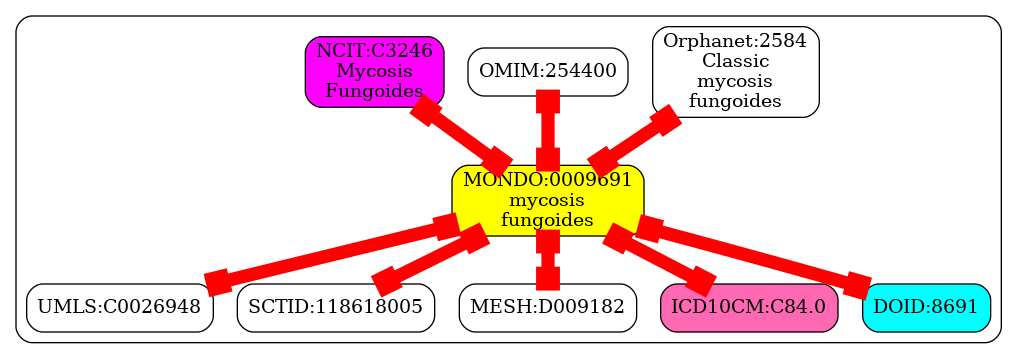 NCIT:C3246
Mycosis
Fungoides
OMIM:254400
Orphanet:2584
Classic
mycosis
fungoides
MONDO:0009691
mycosis
fungoides
UMLS:C0026948
SCTID:118618005
MESH:D009182
ICD10CM:C84.0
DOID:8691